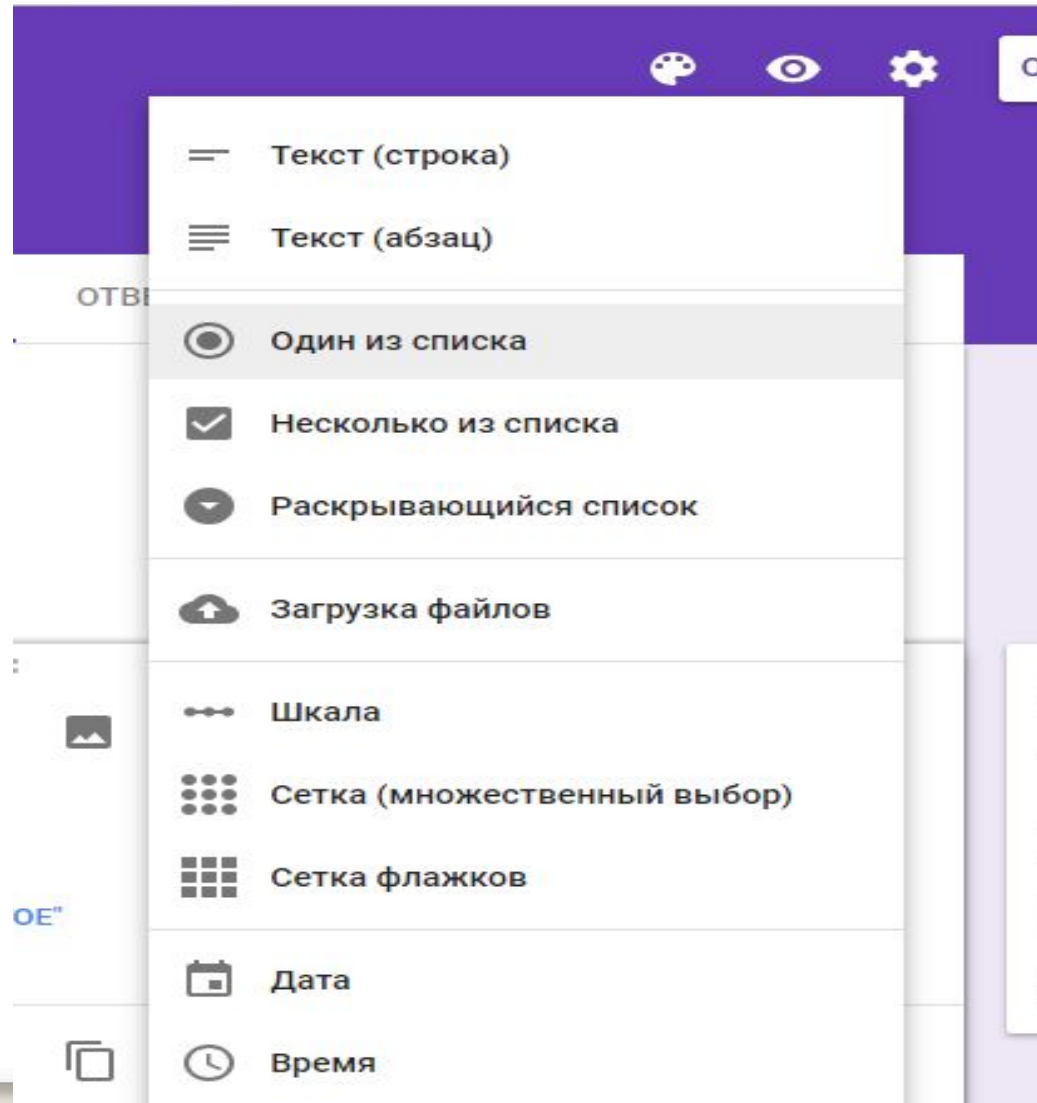 Текст (строка)
Текст (абзац)
Один из списка
Несколько из списка
Раскрывающийся список
Загрузка файлов
Шкала
Сетка (множественный выбор)
Сетка флажков
Дата
Время